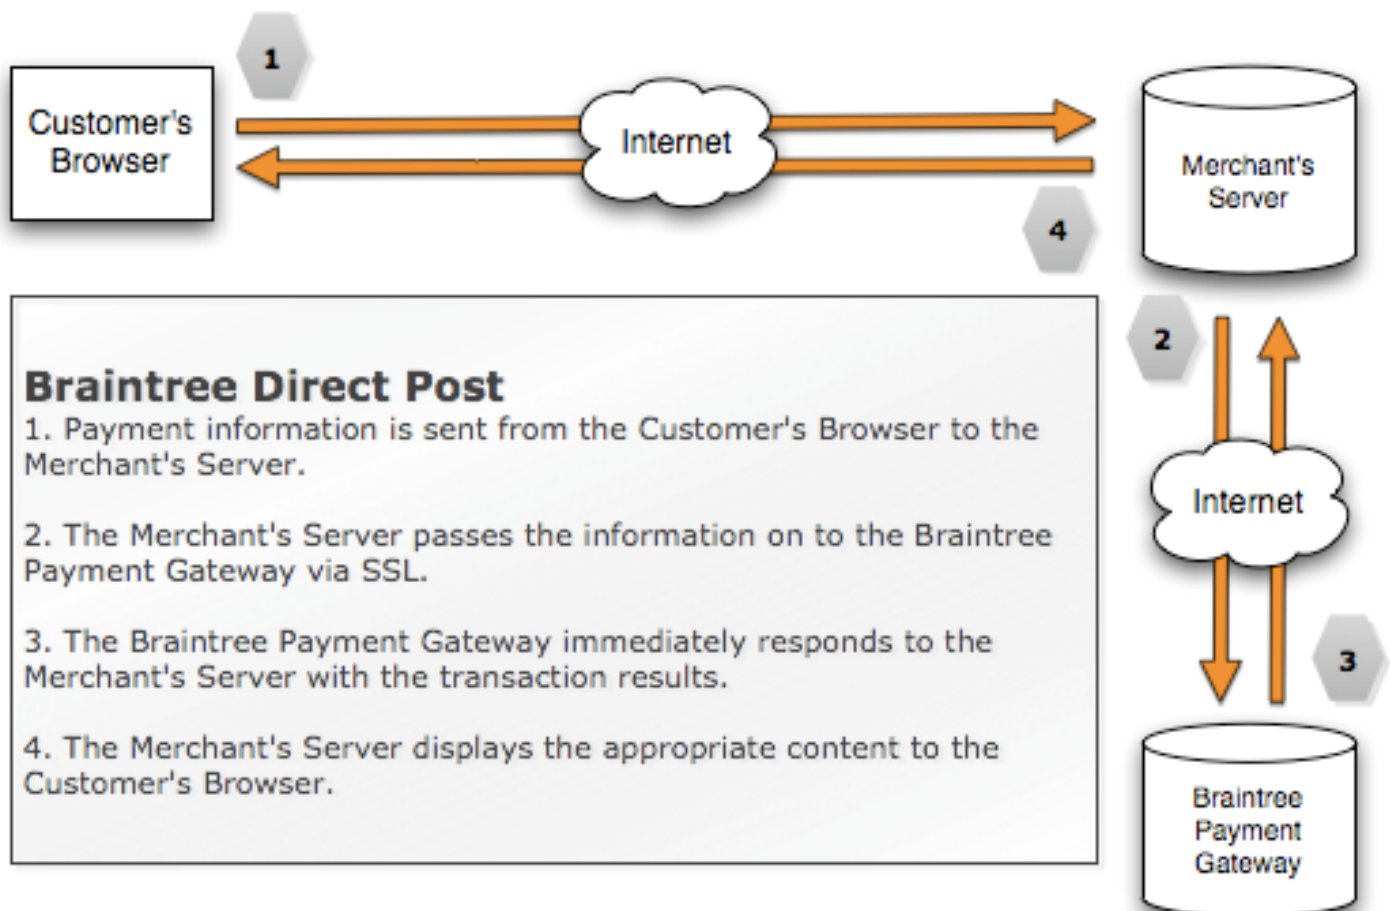 1
Customer's
Browser
Internet
Merchant's
Server
4
2
Braintree Direct Post
1. Payment information is sent from the Customer's Browser to the
Merchant's Server.
2. The Merchant's Server passes the information on to the Braintree
Payment Gateway via SSL.
3. The Braintree Payment Gateway immediately responds to the
Merchant's Server with the transaction results.
4. The Merchant's Server displays the appropriate content to the
Customer's Browser.
Internet
3
Braintree
Payment
Gateway